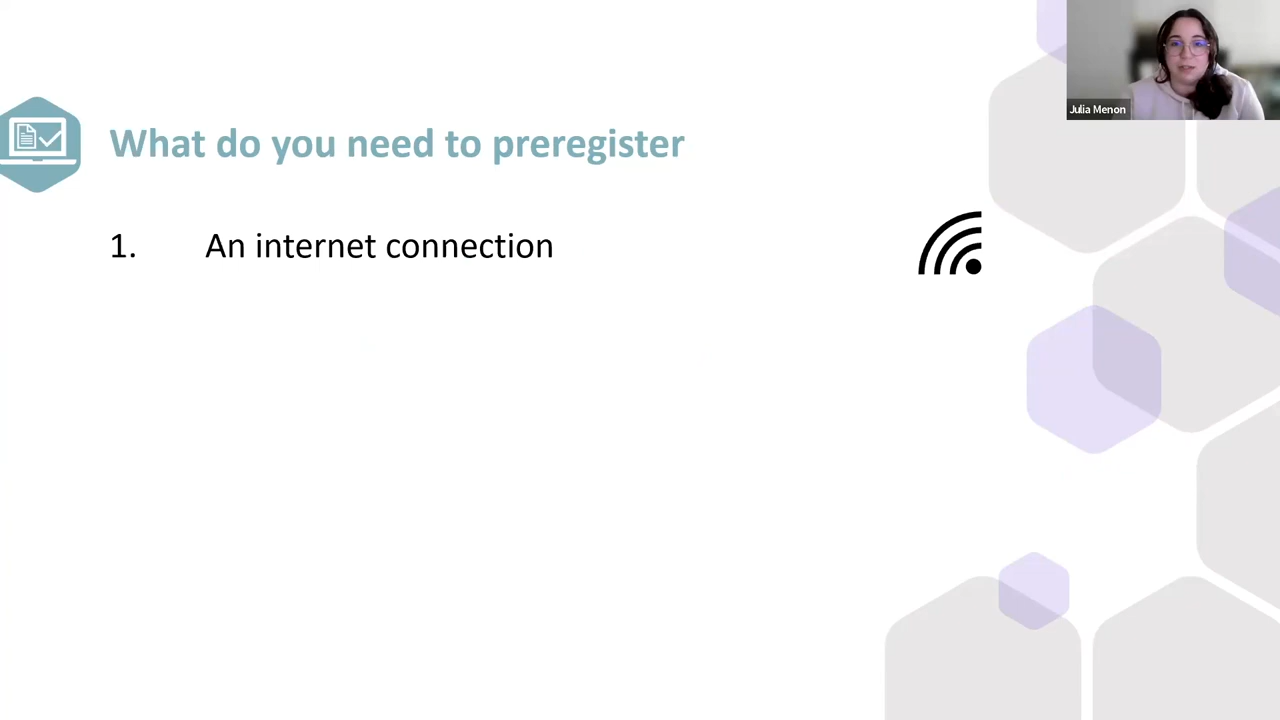 Julia Menon
What do you need to preregister
1. An internet connection